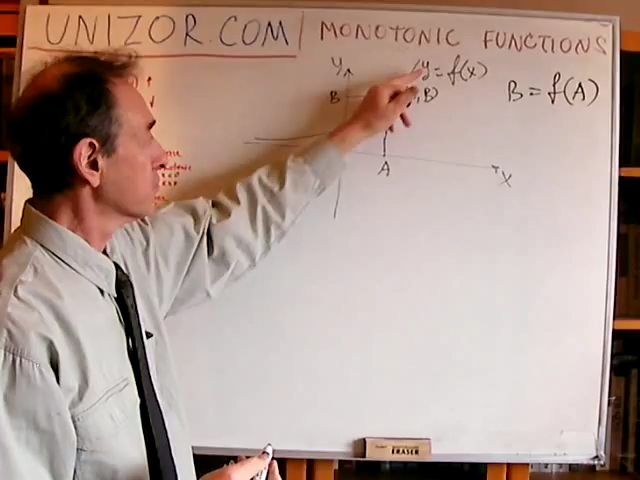 UNIZOR.COM | MONOTONIC FUNCTIONS
Y
y = f(x)
B
, B)
B = f(A)
A
X
ERASER